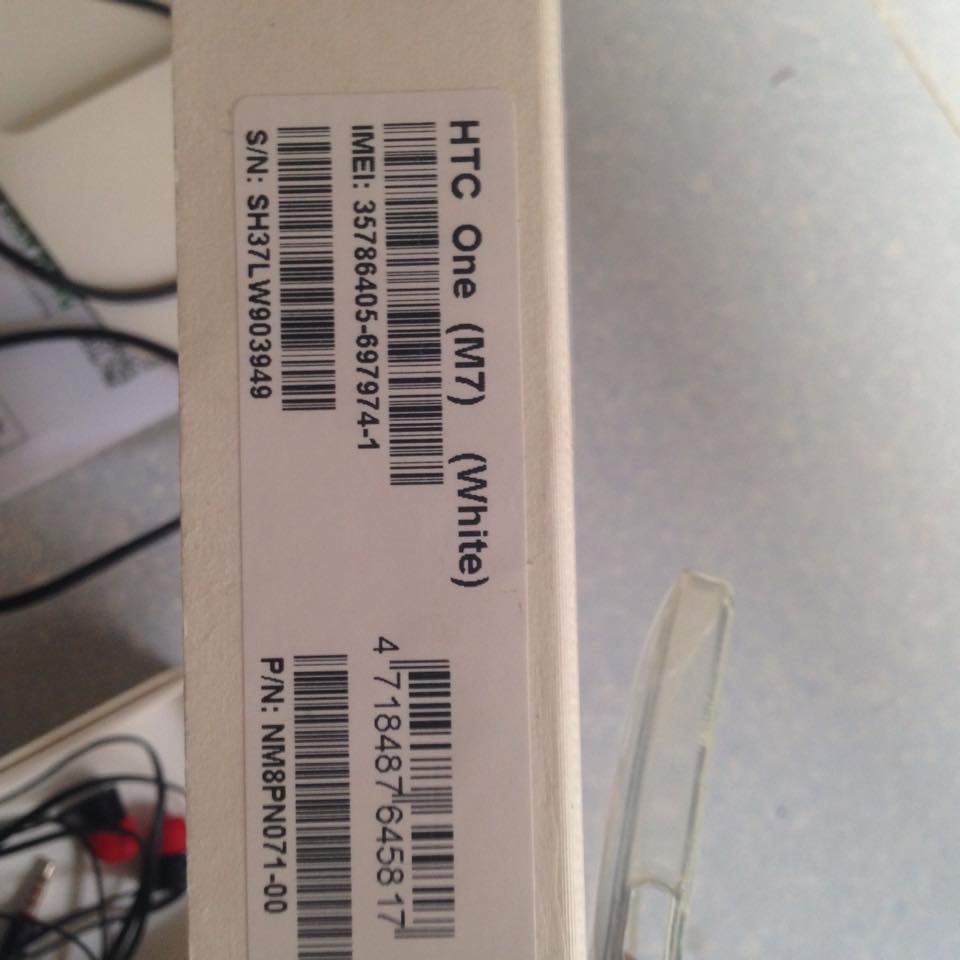 HTC One (M7) (White)
IMEI: 35786405-697974-1
S/N: SH37LW903949
4 718487 645817
P/N: NM8PN071-00